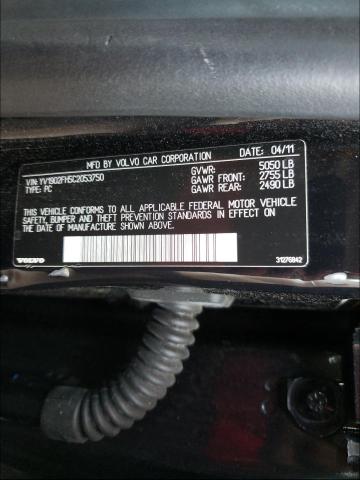 MFD BY VOLVO CAR CORPORATION DATE: 04/11
VIN: YV1902FH5C2053750 GVWR: 5050 LB
TYPE: PC GAWR FRONT: 2755 LB
GAWR REAR: 2490 LB
THIS VEHICLE CONFORMS TO ALL APPLICABLE FEDERAL MOTOR VEHICLE
SAFETY, BUMPER AND THEFT PREVENTION STANDARDS IN EFFECT ON
THE DATE OF MANUFACTURE SHOWN ABOVE.
VOLVO 31276942